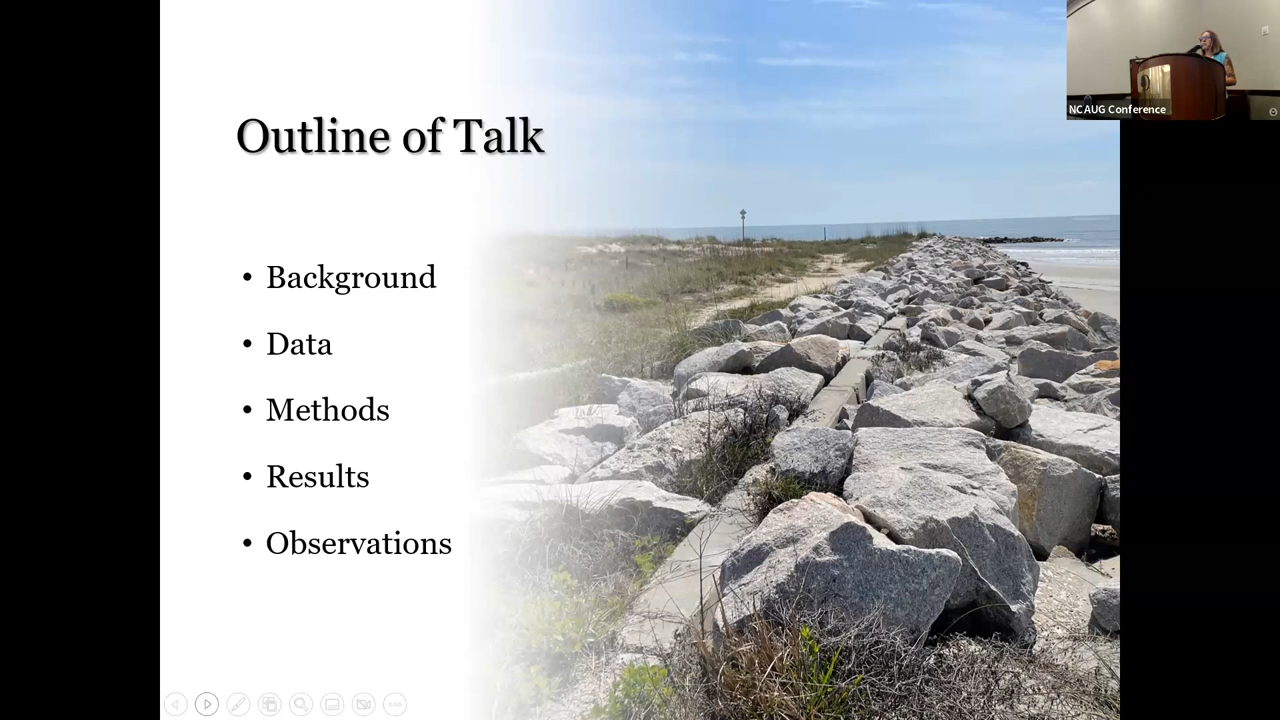 Outline of Talk
• Background
• Data
• Methods
• Results
• Observations
NCAUG Conference